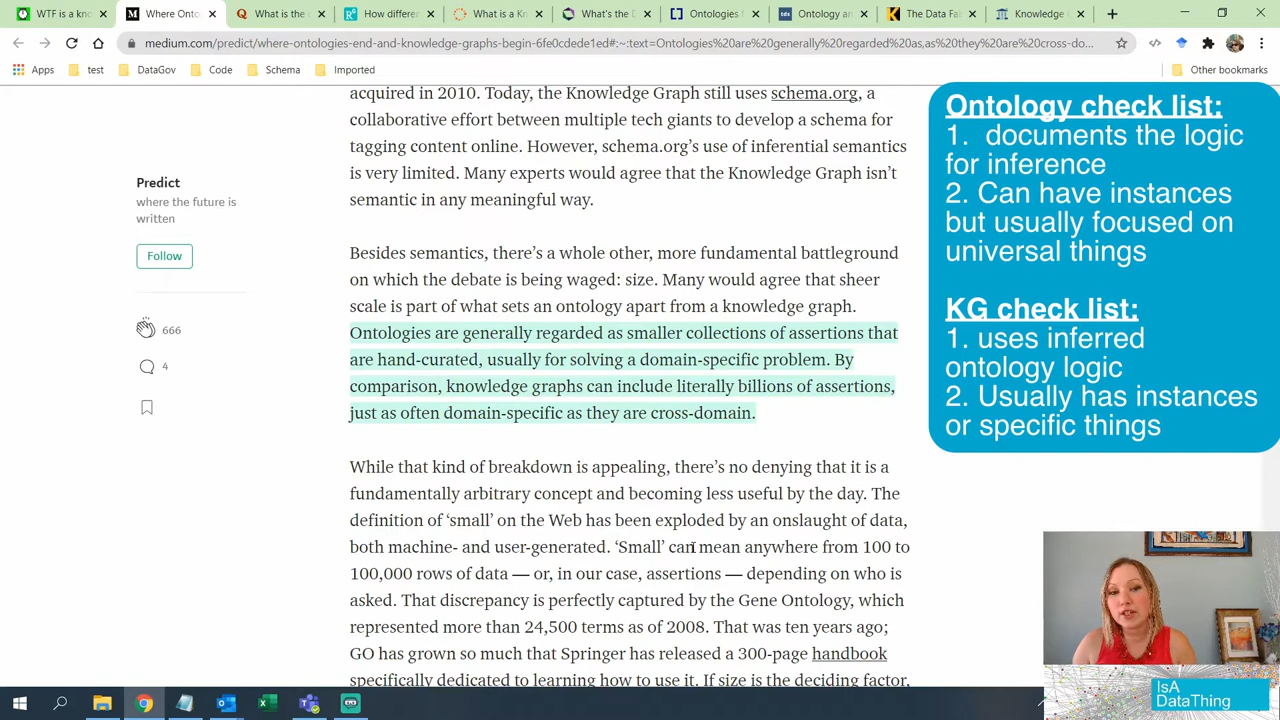 WTF is a kno
Where Onto
What is the
How differen
What is a Kn
What's the D
Ontologies f
Ontology an
The Data Fab
Knowledge
medium.com/predict/where-ontologies-end-and-knowledge-graphs-begin-6fe0cdede1ed#:~:text=Ontologies%20are%20generally%20regarded%20as,as%20they%20are%20cross-do...
Apps
test
DataGov
Code
Schema
Imported
Other bookmarks
Predict
where the future is
written
Follow
666
4
acquired in 2010. Today, the Knowledge Graph still uses schema.org, a
collaborative effort between multiple tech giants to develop a schema for
tagging content online. However, schema.org's use of inferential semantics
is very limited. Many experts would agree that the Knowledge Graph isn't
semantic in any meaningful way.
Besides semantics, there's a whole other, more fundamental battleground
on which the debate is being waged: size. Many would agree that sheer
scale is part of what sets an ontology apart from a knowledge graph.
Ontologies are generally regarded as smaller collections of assertions that
are hand-curated, usually for solving a domain-specific problem. By
comparison, knowledge graphs can include literally billions of assertions,
just as often domain-specific as they are cross-domain.
While that kind of breakdown is appealing, there's no denying that it is a
fundamentally arbitrary concept and becoming less useful by the day. The
definition of 'small' on the Web has been exploded by an onslaught of data,
both machine- and user-generated. 'Small' can mean anywhere from 100 to
100,000 rows of data — or, in our case, assertions — depending on who is
asked. That discrepancy is perfectly captured by the Gene Ontology, which
represented more than 24,500 terms as of 2008. That was ten years ago;
GO has grown so much that Springer has released a 300-page handbook
specifically dedicated to learning how to use it. If size is the deciding factor,
Ontology check list:
1. documents the logic
for inference
2. Can have instances
but usually focused on
universal things
KG check list:
1. uses inferred
ontology logic
2. Usually has instances
or specific things
IsA
DataThing